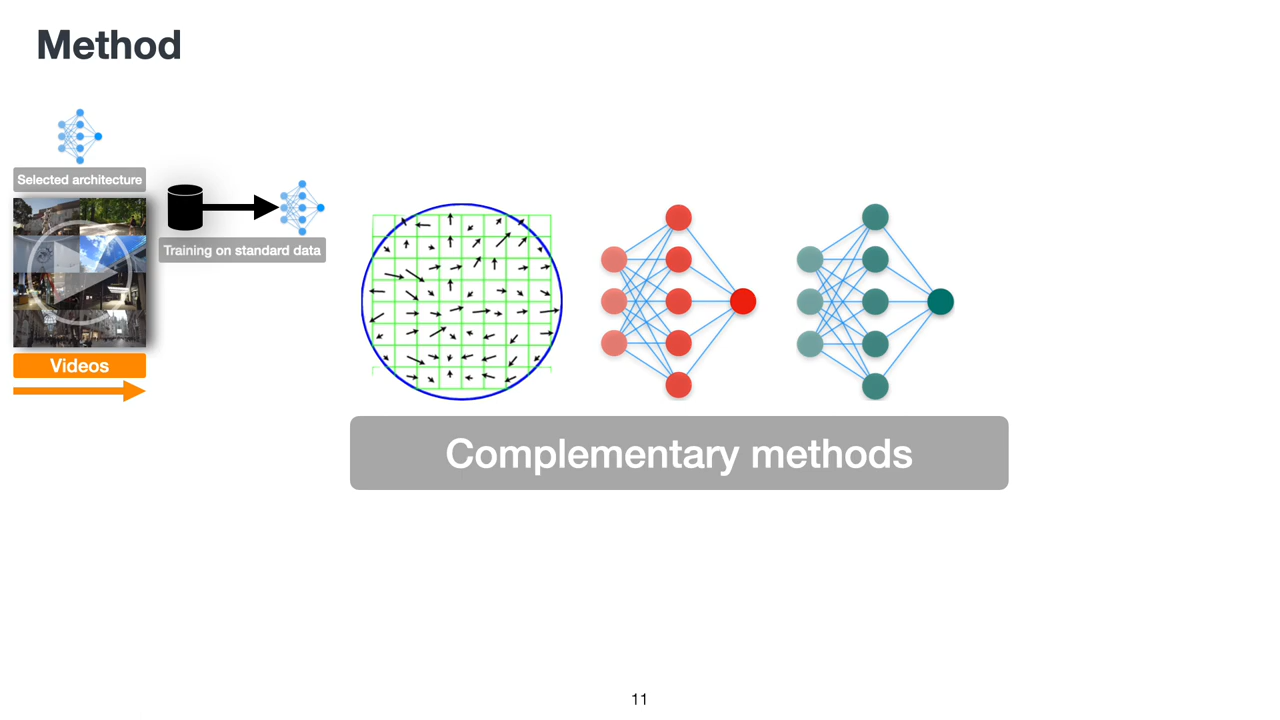 Method
Selected architecture
Training on standard data
Videos
Complementary methods
11